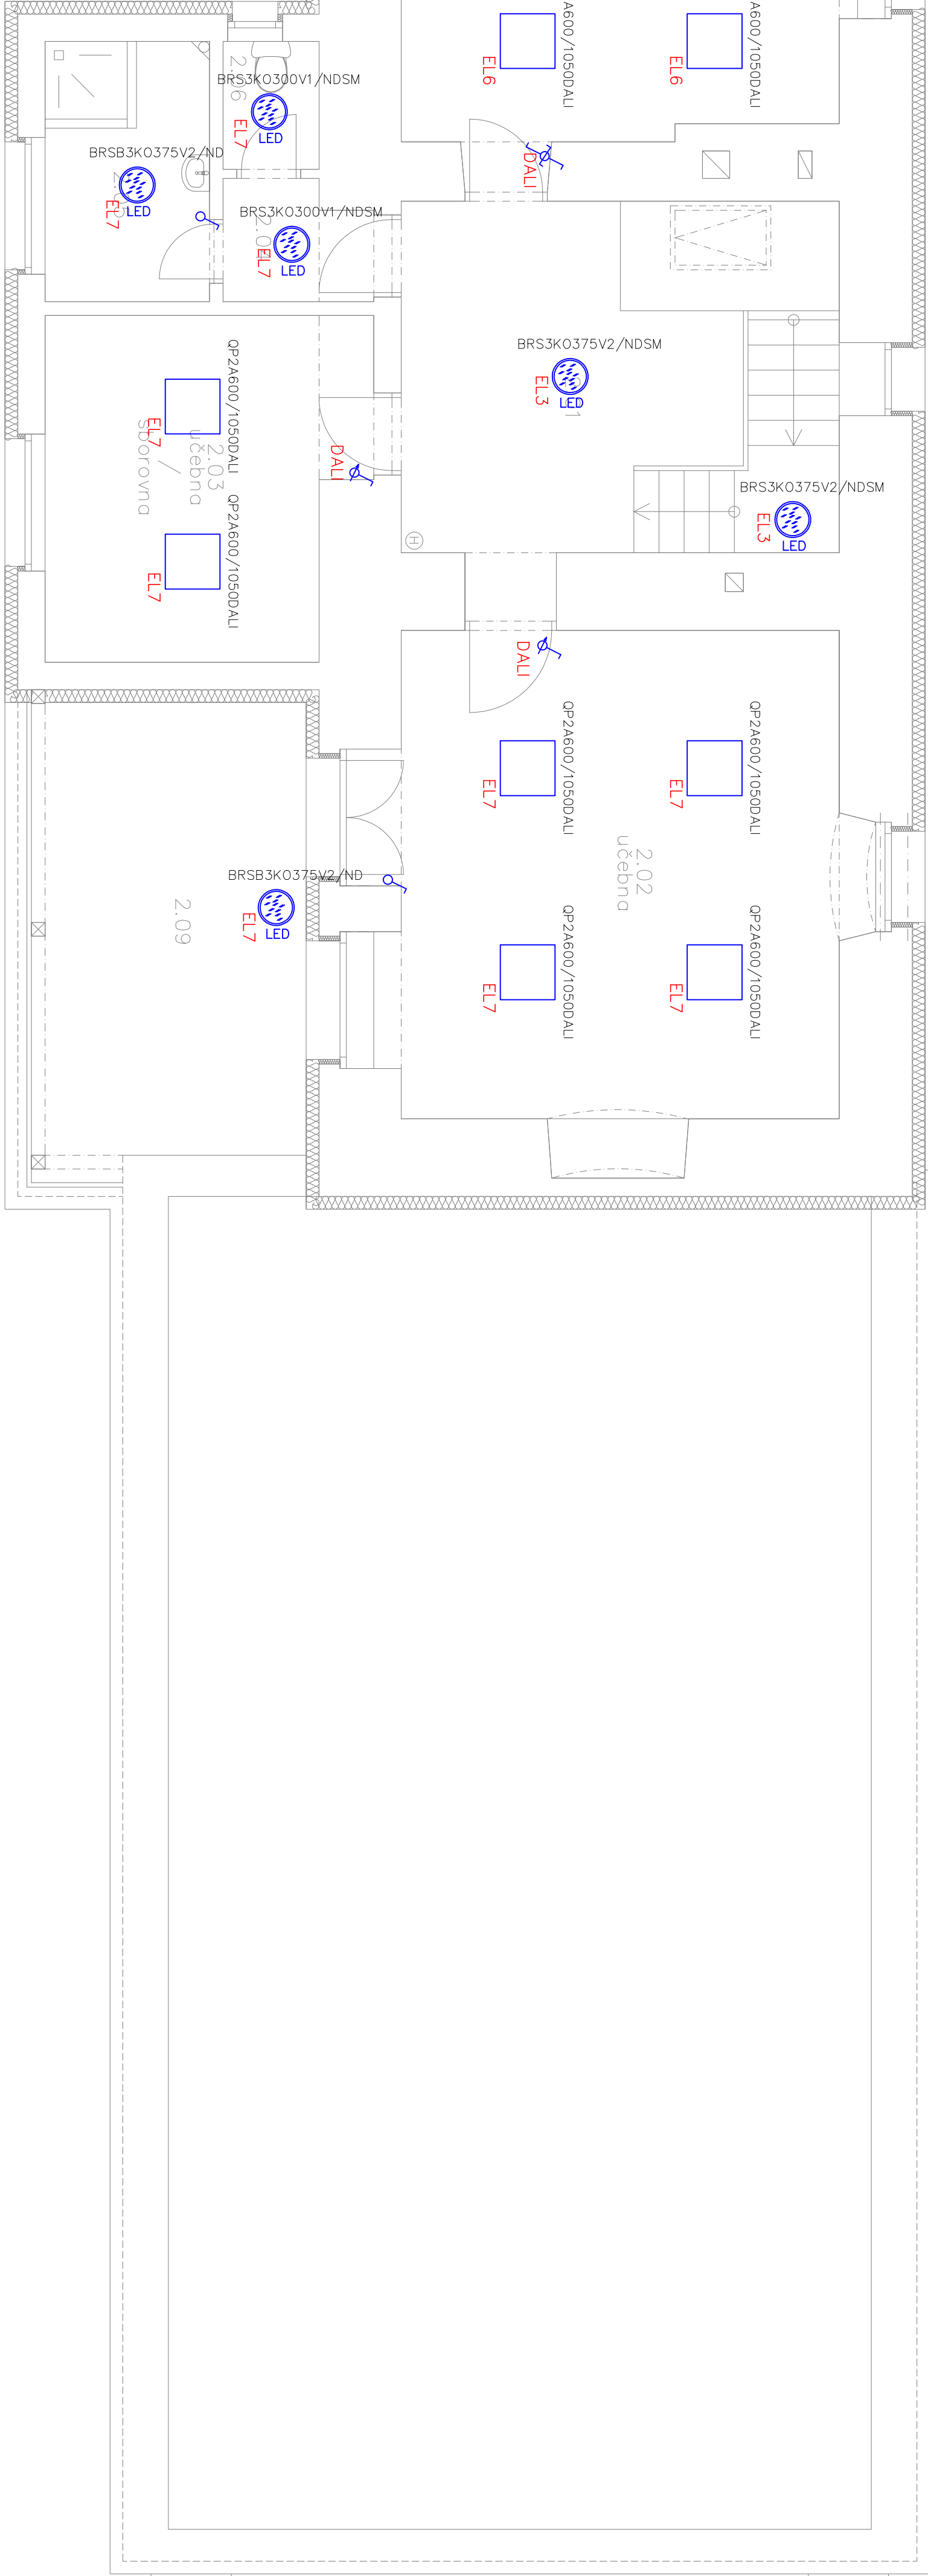 A600/1050DALI
EL6
A600/1050DALI
EL6
2.06
BRS3K0300V1/NDSM
EL7
LED
DALI
BRSB3K0375V2/ND
EL7
LED
BRS3K0300V1/NDSM
EL7
LED
BRS3K0375V2/NDSM
EL3
LED
QP2A600/1050DALI
EL7
2.03
učebna
/
sborovna
DALI
QP2A600/1050DALI
EL7
BRS3K0375V2/NDSM
EL3
LED
H
DALI
QP2A600/1050DALI
EL7
QP2A600/1050DALI
EL7
2.02
učebna
BRSB3K0375V2/ND
EL7
LED
2.09
QP2A600/1050DALI
EL7
QP2A600/1050DALI
EL7